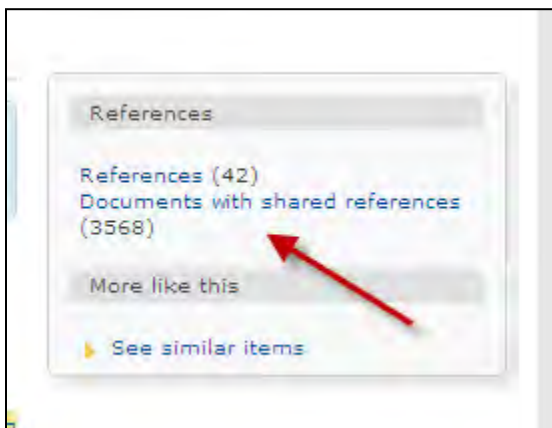 References
References (42)
Documents with shared references
(3568)
More like this
See similar items